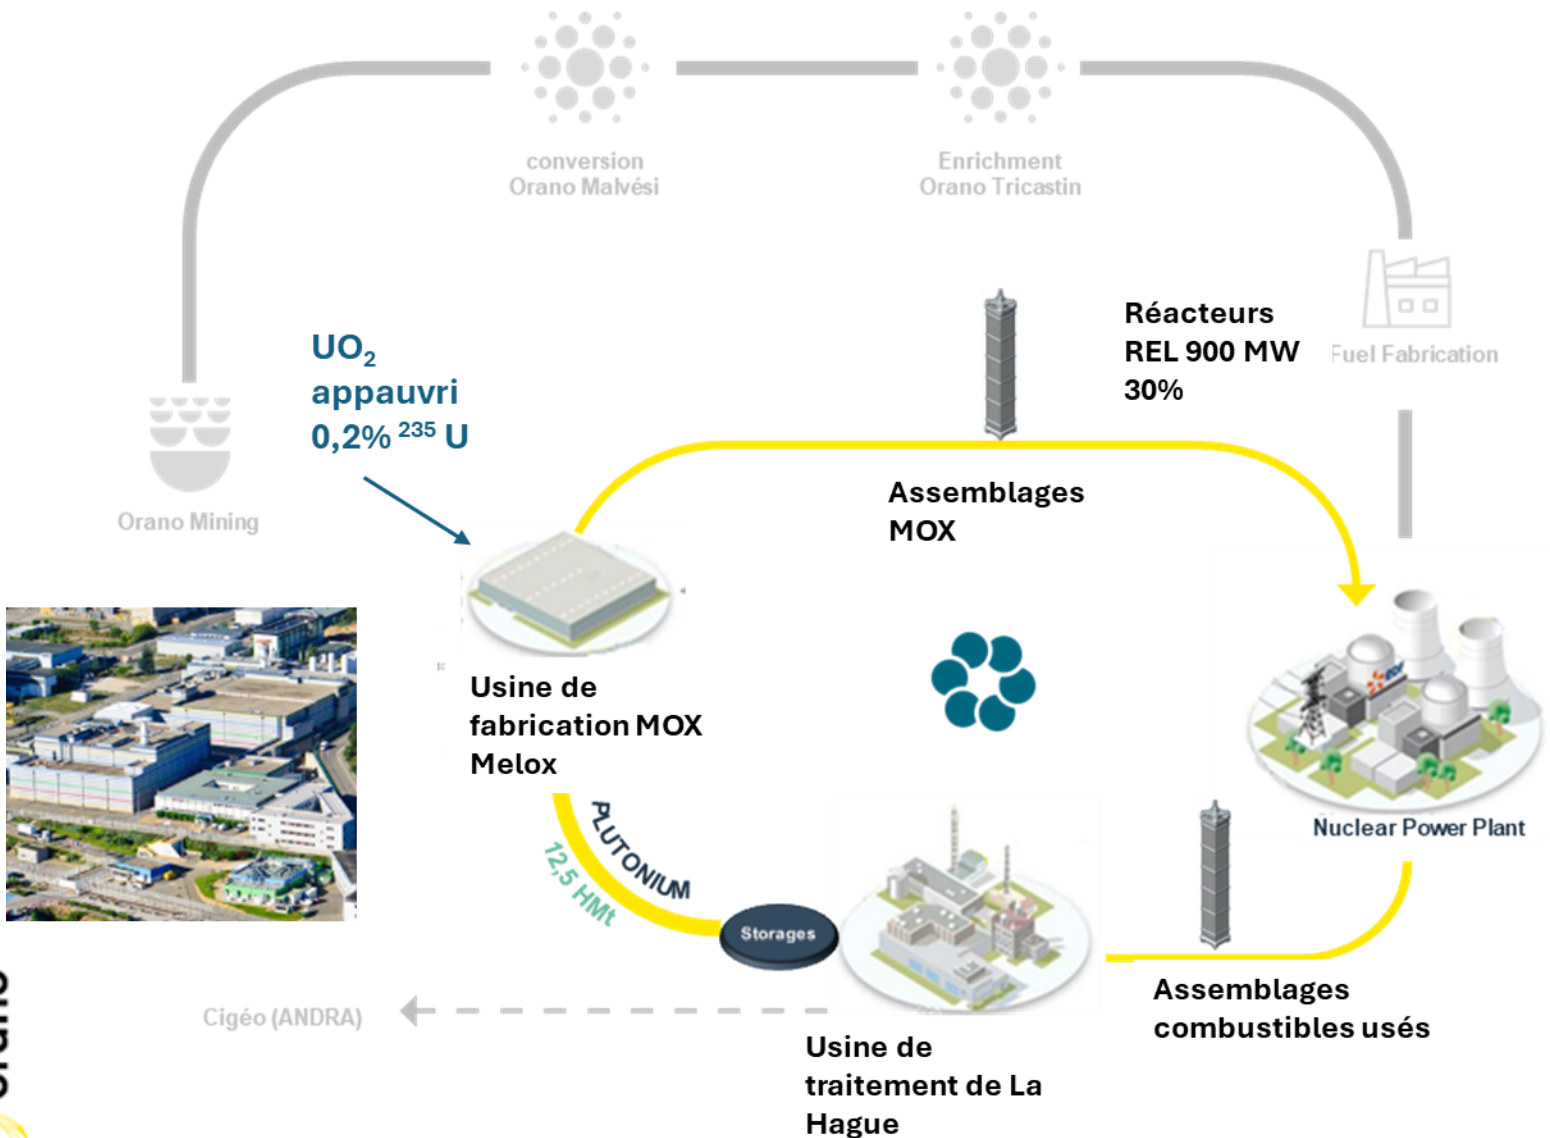 conversion
Orano Malvési
Enrichment
Orano Tricastin
Réacteurs
REL 900 MW
30%
Fuel Fabrication
UO₂
appauvri
0,2% ²³⁵ U
Orano Mining
Assemblages
MOX
Usine de
fabrication MOX
Melox
edf
Nuclear Power Plant
PLUTONIUM
12,5 HMt
Storages
Assemblages
combustibles usés
Cigéo (ANDRA)
Usine de
traitement de La
Hague